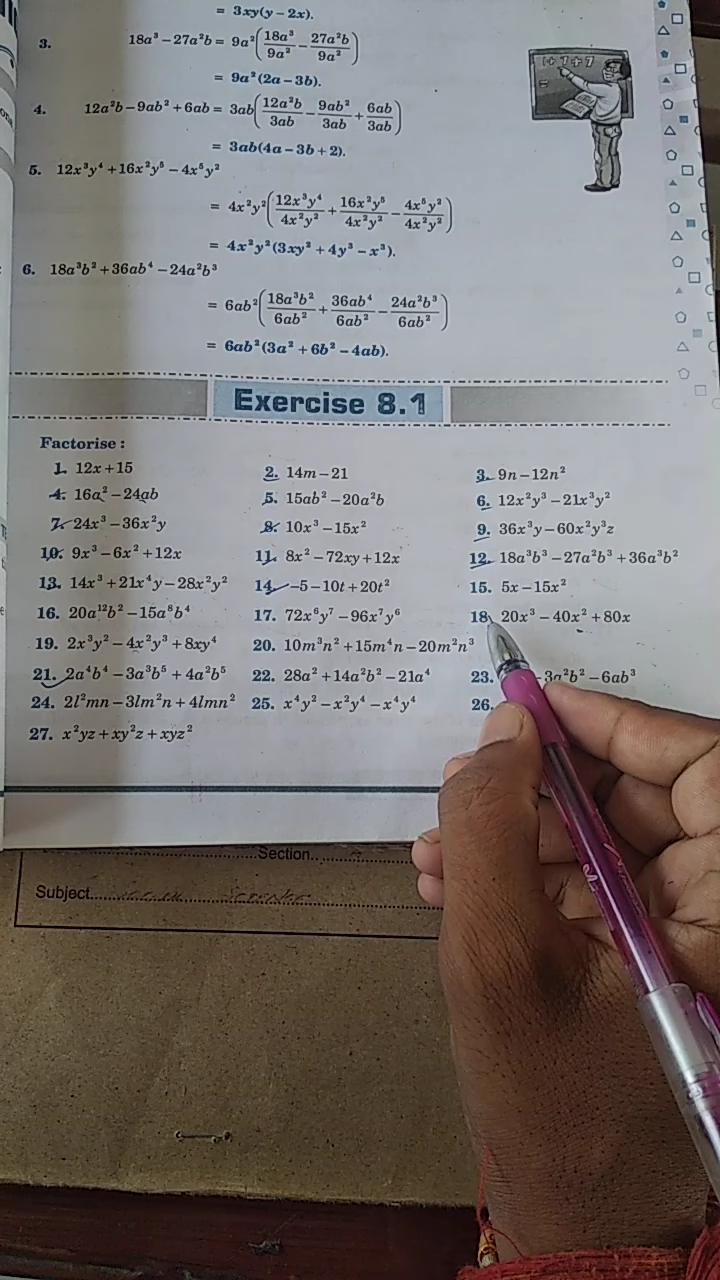 = 3xy(y – 2x).
3. 18a³ – 27a²b = 9a²(18a³/9a² – 27a²b/9a²)
= 9a²(2a – 3b).
4. 12a²b – 9ab² + 6ab = 3ab(12a²b/3ab – 9ab²/3ab + 6ab/3ab)
= 3ab(4a – 3b + 2).
5. 12x³y⁴ + 16x²y⁵ – 4x⁵y²
= 4x²y²(12x³y⁴/4x²y² + 16x²y⁵/4x²y² – 4x⁵y²/4x²y²)
= 4x²y²(3xy² + 4y³ – x³).
6. 18a³b² + 36ab⁴ – 24a²b³
= 6ab²(18a³b²/6ab² + 36ab⁴/6ab² – 24a²b³/6ab²)
= 6ab²(3a² + 6b² – 4ab).
Exercise 8.1
Factorise :
1. 12x + 15 2. 14m – 21 3. 9n – 12n²
4. 16a² – 24ab 5. 15ab² – 20a²b 6. 12x²y³ – 21x³y²
7. 24x³ – 36x²y 8. 10x³ – 15x² 9. 36x³y – 60x²y³z
10. 9x³ – 6x² + 12x 11. 8x² – 72xy + 12x 12. 18a³b³ – 27a²b³ + 36a³b²
13. 14x³ + 21x⁴y – 28x²y² 14. –5 – 10t + 20t² 15. 5x – 15x²
16. 20a¹²b² – 15a⁸b⁴ 17. 72x⁶y⁷ – 96x⁷y⁶ 18. 20x³ – 40x² + 80x
19. 2x³y² – 4x²y³ + 8xy⁴ 20. 10m³n² + 15m⁴n – 20m²n³
21. 2a⁴b⁴ – 3a³b⁵ + 4a²b⁵ 22. 28a² + 14a²b² – 21a⁴ 23. – 3a²b² – 6ab³
24. 2l²mn – 3lm²n + 4lmn² 25. x⁴y² – x²y⁴ – x⁴y⁴ 26.
27. x²yz + xy²z + xyz²
Section
Subject